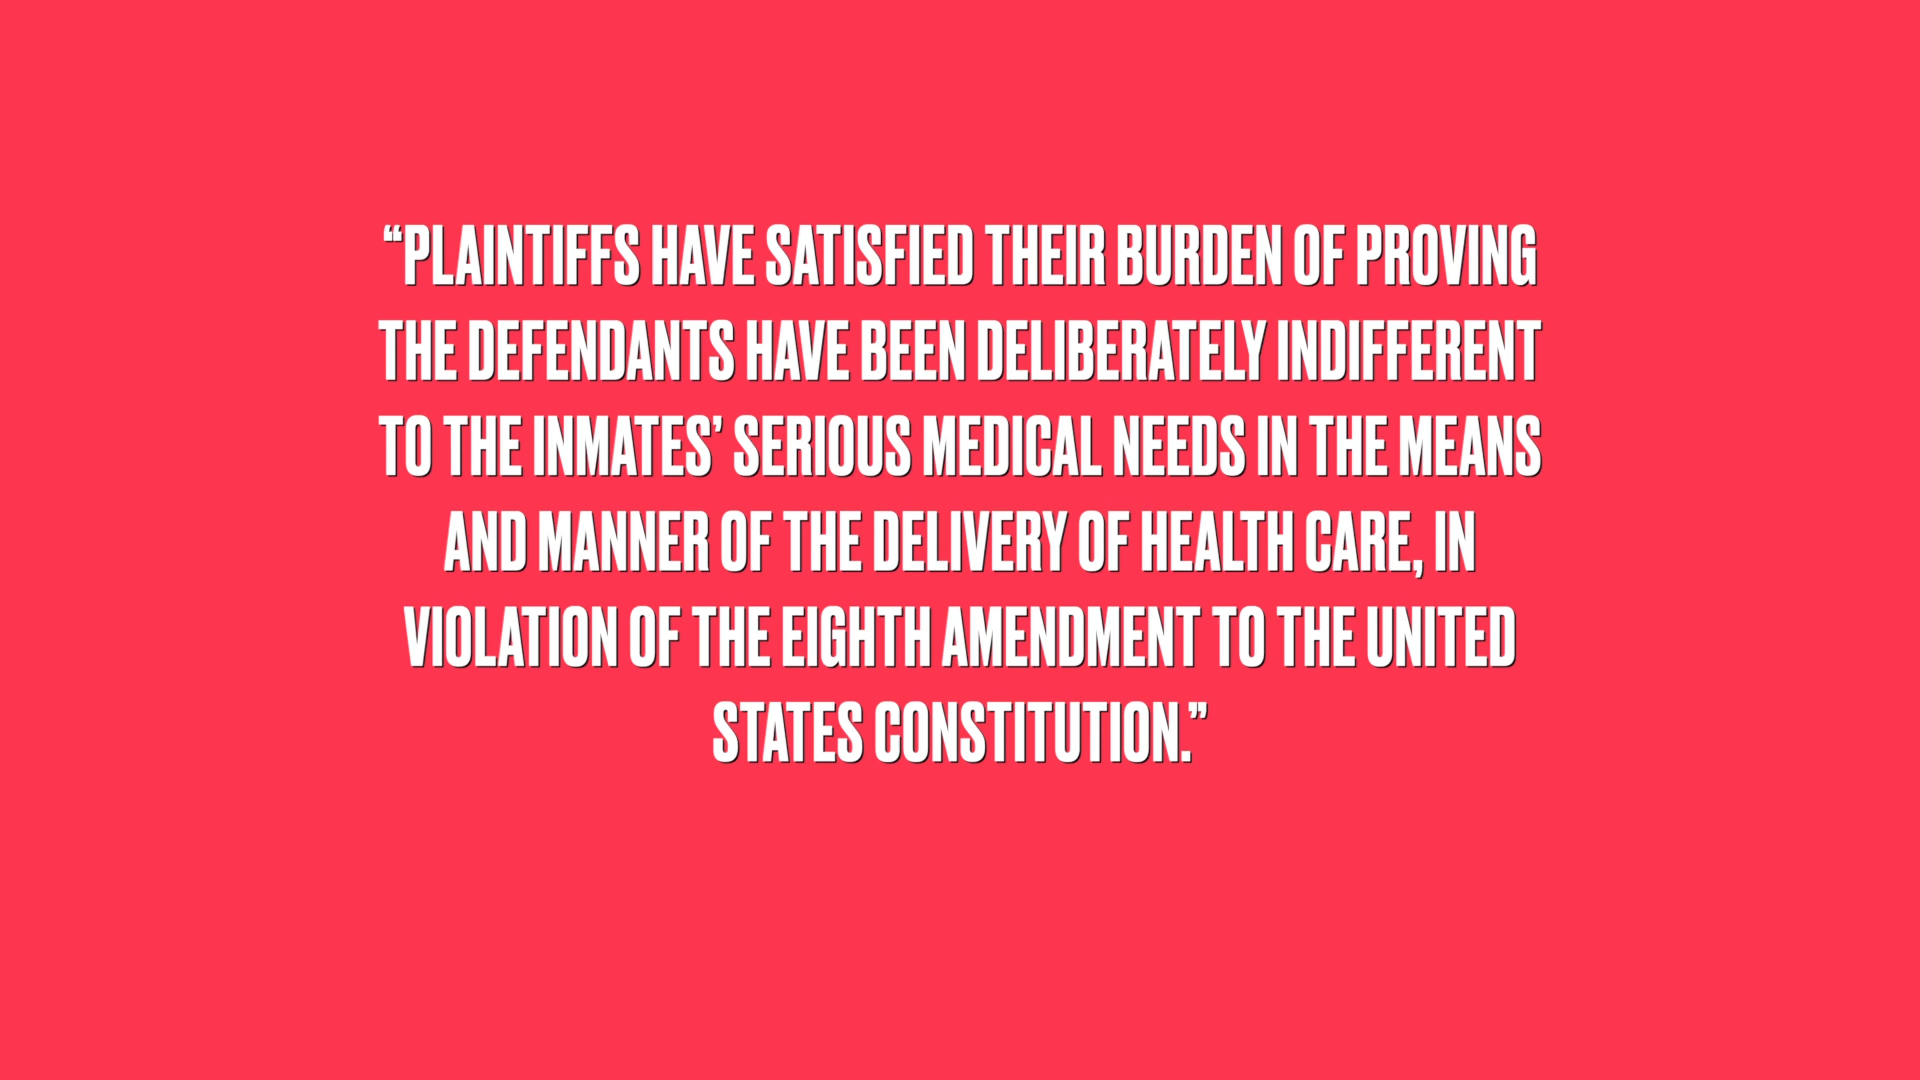 “PLAINTIFFS HAVE SATISFIED THEIR BURDEN OF PROVING
THE DEFENDANTS HAVE BEEN DELIBERATELY INDIFFERENT
TO THE INMATES’ SERIOUS MEDICAL NEEDS IN THE MEANS
AND MANNER OF THE DELIVERY OF HEALTH CARE, IN
VIOLATION OF THE EIGHTH AMENDMENT TO THE UNITED
STATES CONSTITUTION.”